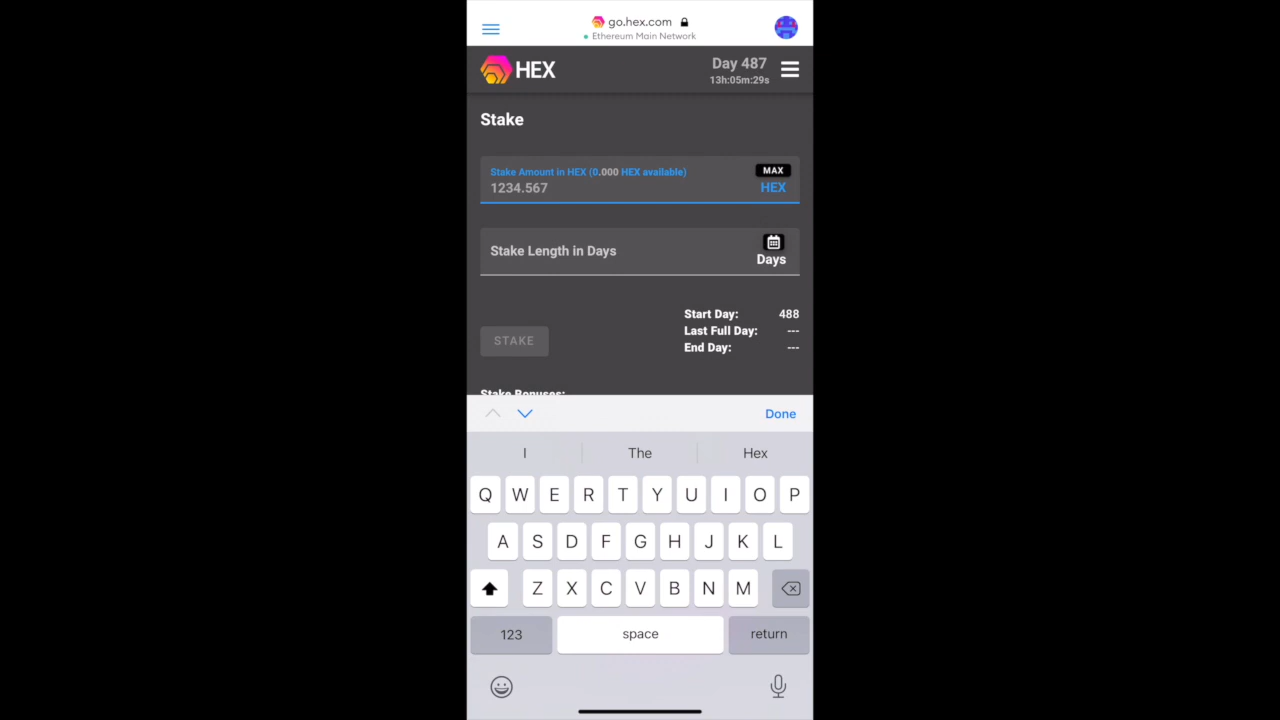 go.hex.com
Ethereum Main Network
HEX
Day 487
13h:05m:29s
Stake
Stake Amount in HEX (0.000 HEX available)
MAX
1234.567
HEX
Stake Length in Days
Days
Start Day: 488
Last Full Day: ---
End Day: ---
STAKE
Stake Bonuses:
Done
I The Hex
Q W E R T Y U I O P
A S D F G H J K L
Z X C V B N M
123 space return